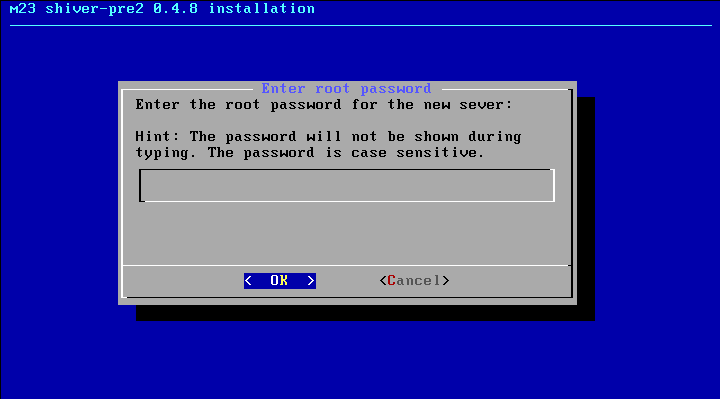 m23 shiver-pre2 0.4.8 installation
Enter root password
Enter the root password for the new sever:
Hint: The password will not be shown during
typing. The password is case sensitive.
< OK > <Cancel>